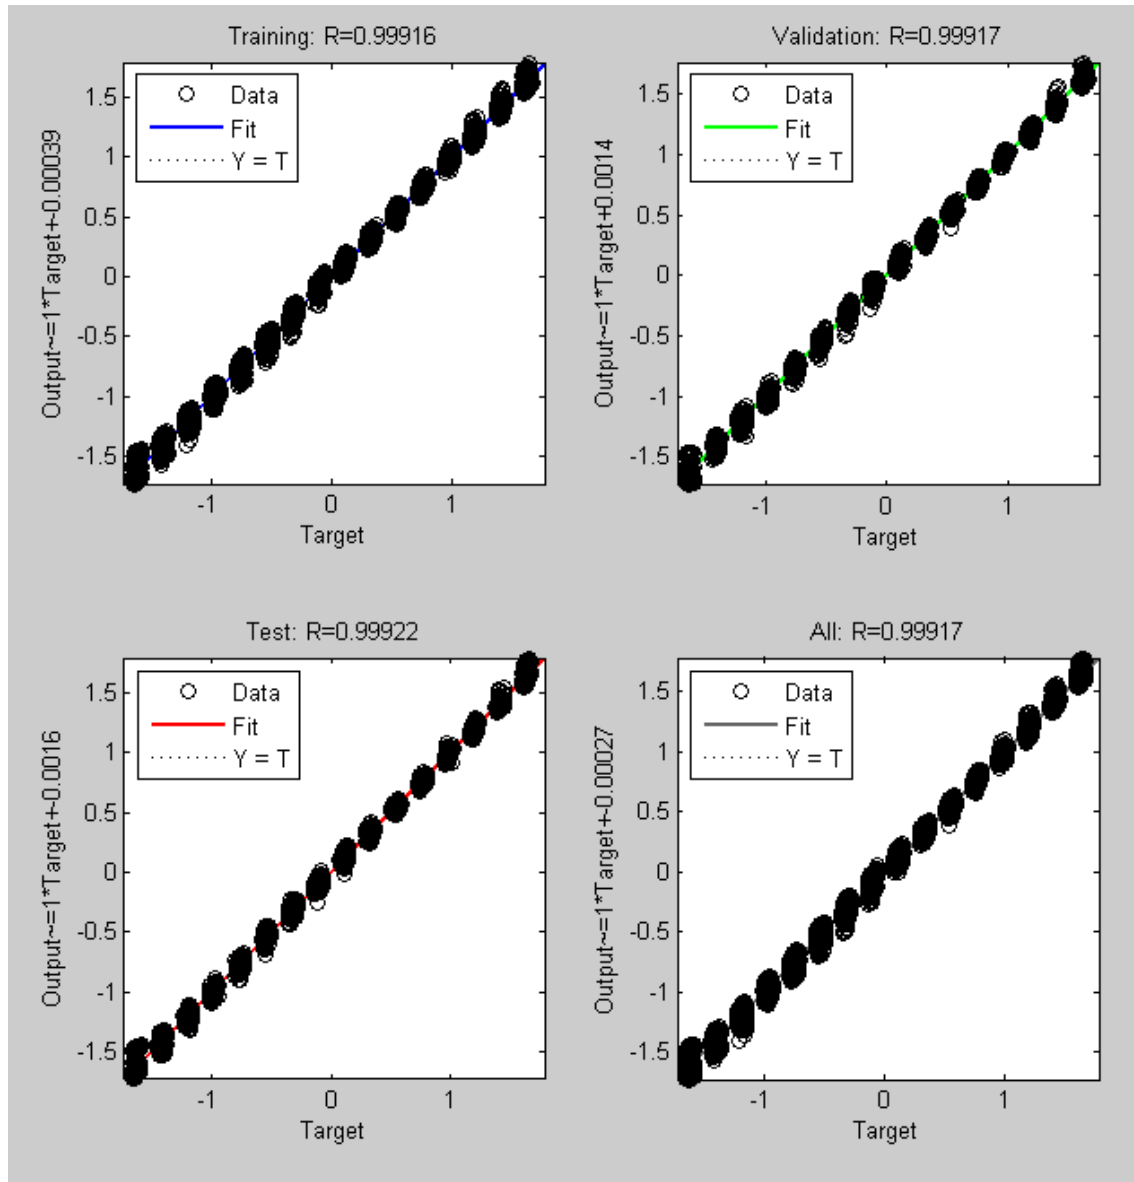 Training: R=0.99916
Output~=1*Target+-0.00039
Data
Fit
Y = T
1.5
1
0.5
0
-0.5
-1
-1.5
-1
0
1
Target
Validation: R=0.99917
Output~=1*Target+0.0014
Data
Fit
Y = T
1.5
1
0.5
0
-0.5
-1
-1.5
-1
0
1
Target
Test: R=0.99922
Output~=1*Target+-0.0016
Data
Fit
Y = T
1.5
1
0.5
0
-0.5
-1
-1.5
-1
0
1
Target
All: R=0.99917
Output~=1*Target+-0.00027
Data
Fit
Y = T
1.5
1
0.5
0
-0.5
-1
-1.5
-1
0
1
Target